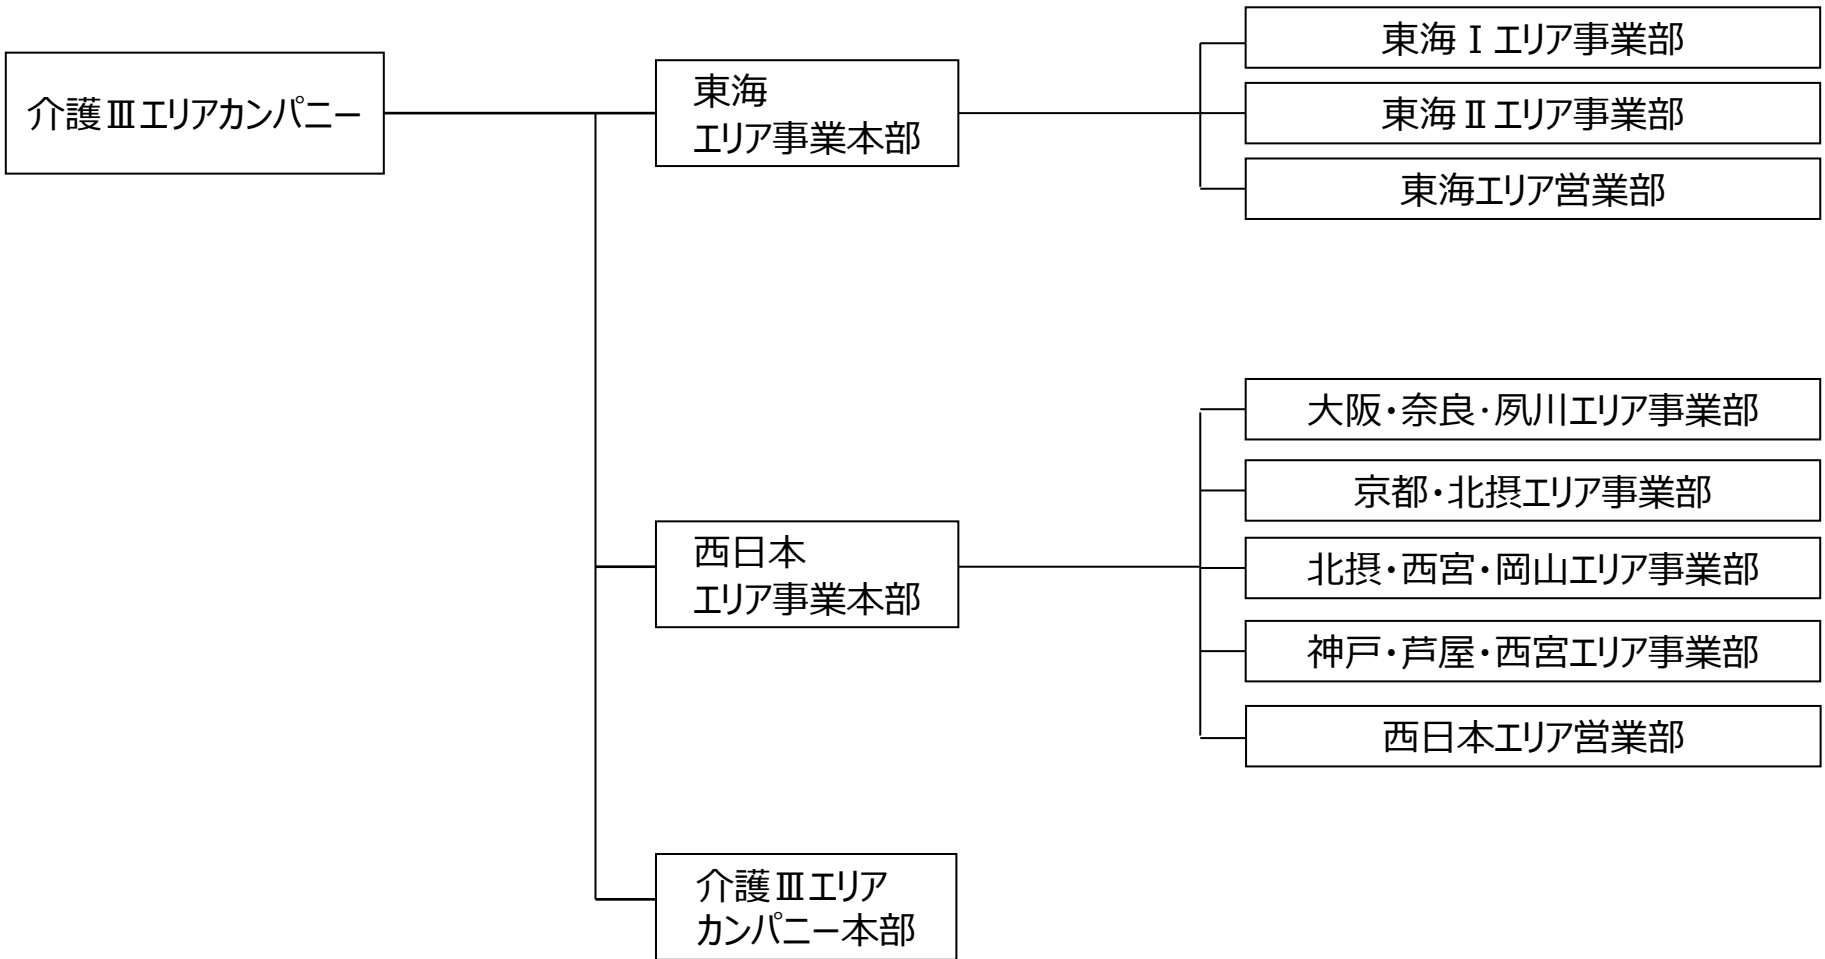 介護Ⅲエリアカンパニー
東海
エリア事業本部
東海Ⅰエリア事業部
東海Ⅱエリア事業部
東海エリア営業部
西日本
エリア事業本部
大阪・奈良・夙川エリア事業部
京都・北摂エリア事業部
北摂・西宮・岡山エリア事業部
神戸・芦屋・西宮エリア事業部
西日本エリア営業部
介護Ⅲエリア
カンパニー本部